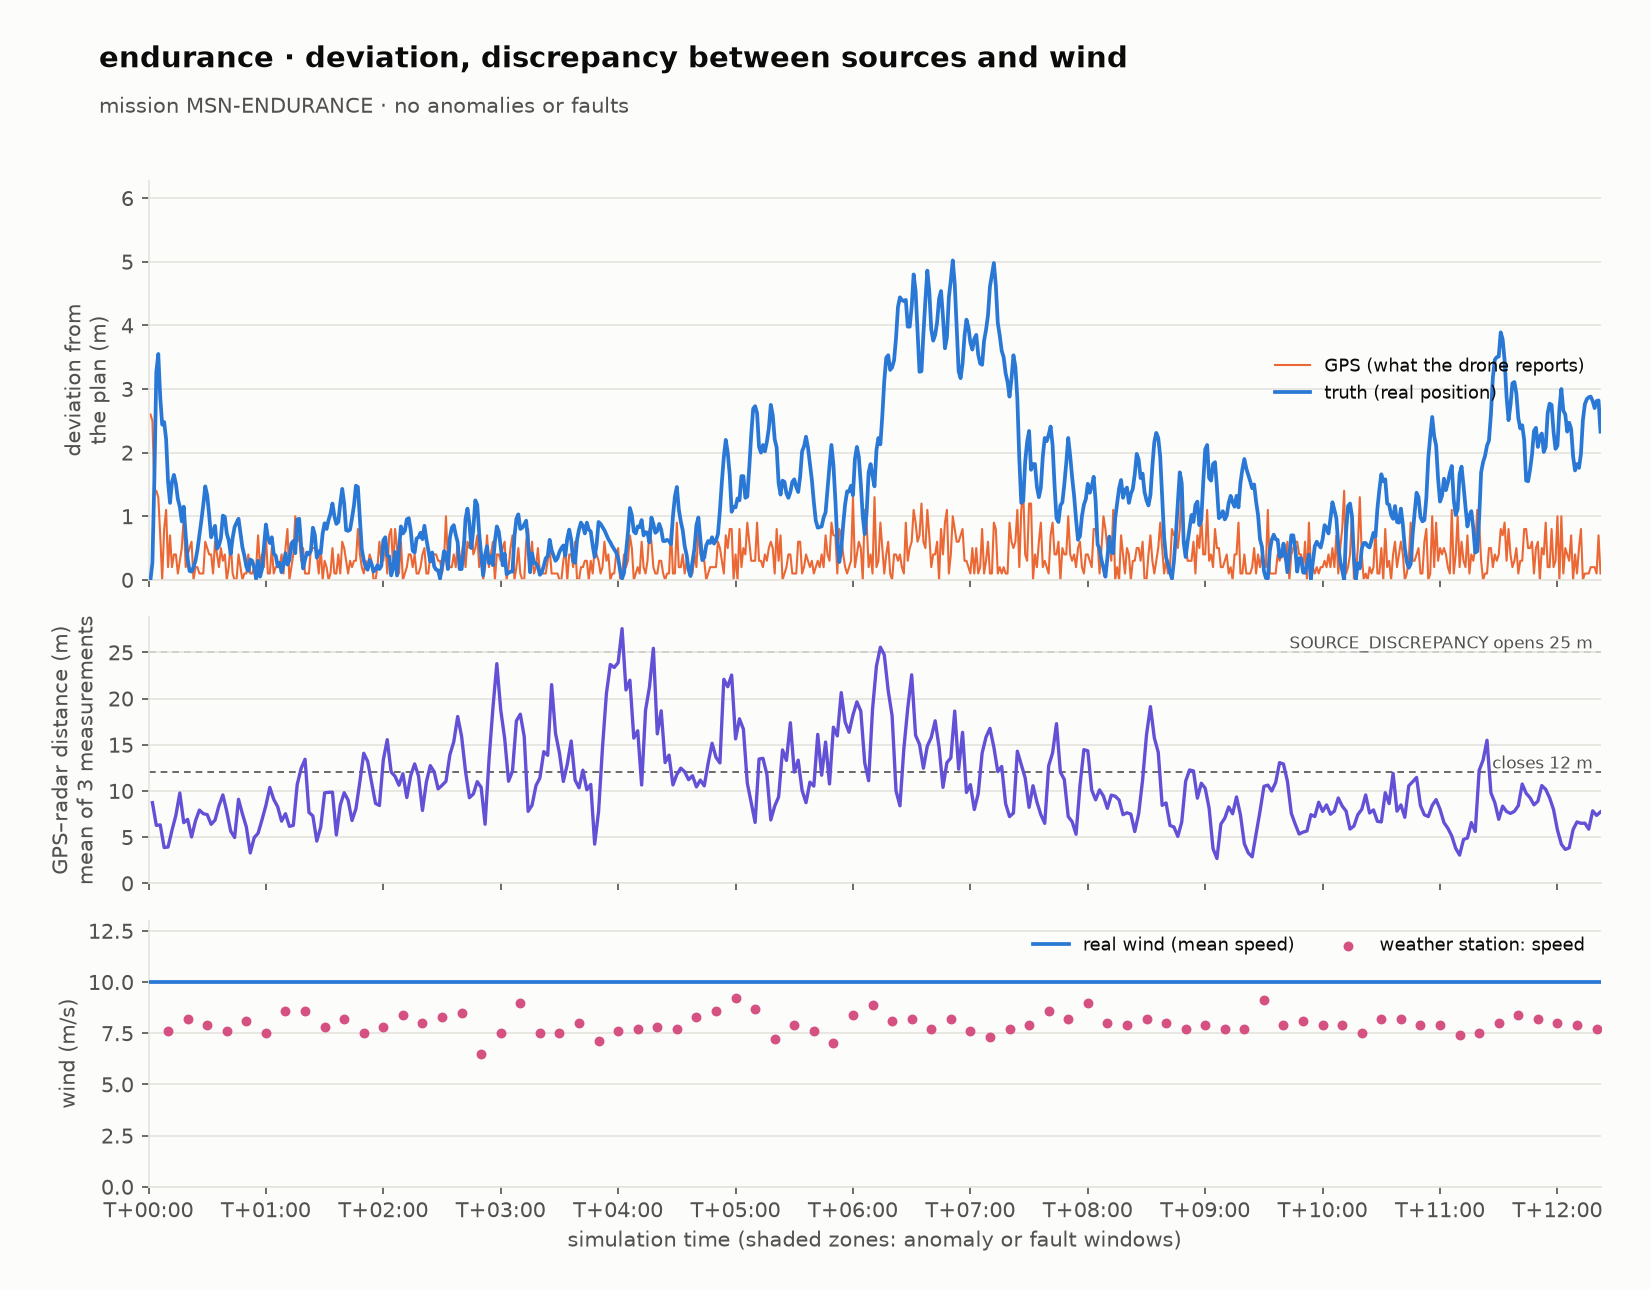 endurance · deviation, discrepancy between sources and wind
mission MSN-ENDURANCE · no anomalies or faults
deviation from
the plan (m)
6
5
4
3
2
1
0
GPS (what the drone reports)
truth (real position)
GPS–radar distance (m)
mean of 3 measurements
25
20
15
10
5
0
SOURCE_DISCREPANCY opens 25 m
closes 12 m
wind (m/s)
12.5
10.0
7.5
5.0
2.5
0.0
real wind (mean speed)
weather station: speed
T+00:00 T+01:00 T+02:00 T+03:00 T+04:00 T+05:00 T+06:00 T+07:00 T+08:00 T+09:00 T+10:00 T+11:00 T+12:00
simulation time (shaded zones: anomaly or fault windows)